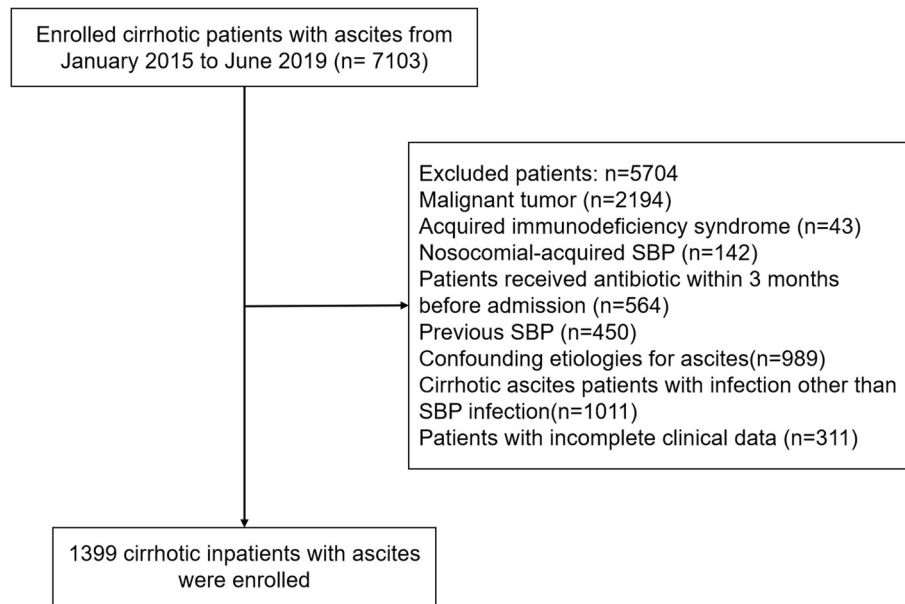 Enrolled cirrhotic patients with ascites from
January 2015 to June 2019 (n= 7103)
Excluded patients: n=5704
Malignant tumor (n=2194)
Acquired immunodeficiency syndrome (n=43)
Nosocomial-acquired SBP (n=142)
Patients received antibiotic within 3 months
before admission (n=564)
Previous SBP (n=450)
Confounding etiologies for ascites(n=989)
Cirrhotic ascites patients with infection other than
SBP infection(n=1011)
Patients with incomplete clinical data (n=311)
1399 cirrhotic inpatients with ascites
were enrolled